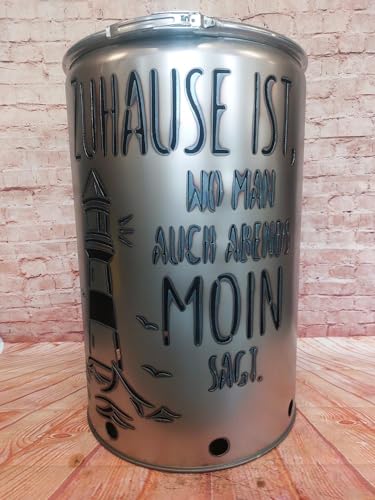 ZUHAUSE IST,
WO MAN
AUCH ABENDS
MOIN
SAGT.